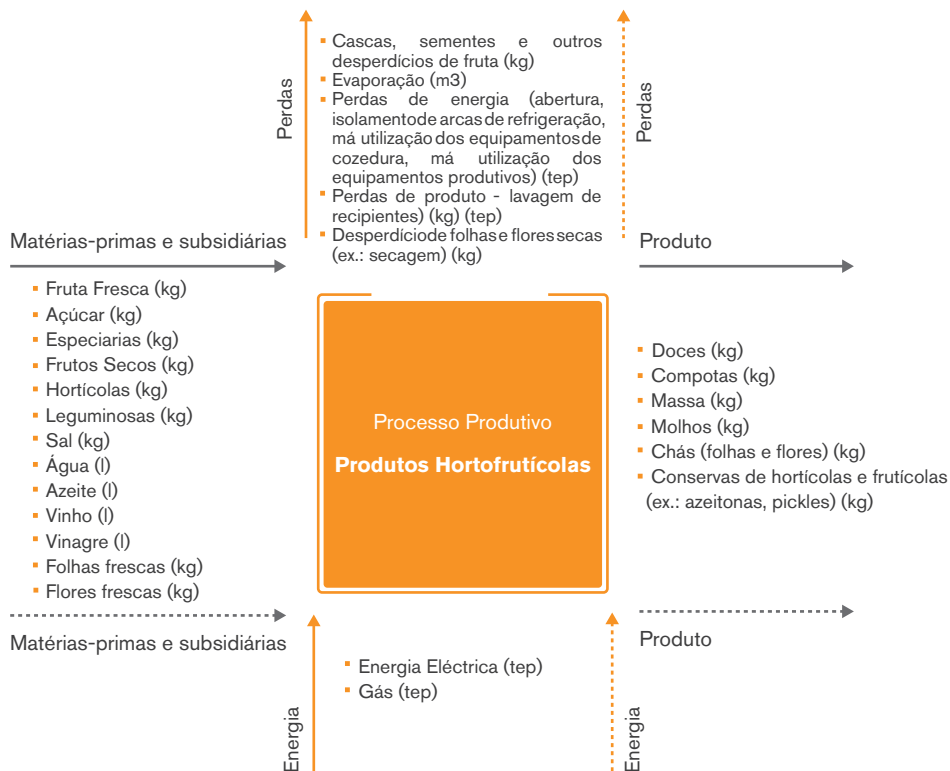 Perdas
Cascas, sementes e outros
desperdícios de fruta (kg)
Evaporação (m3)
Perdas de energia (abertura,
isolamento de arcas de refrigeração,
má utilização dos equipamentos de
cozedura, má utilização dos
equipamentos produtivos) (tep)
Perdas de produto - lavagem de
recipientes) (kg) (tep)
Desperdício de folhas e flores secas
(ex.: secagem) (kg)
Perdas
Matérias-primas e subsidiárias
Fruta Fresca (kg)
Açúcar (kg)
Especiarias (kg)
Frutos Secos (kg)
Hortícolas (kg)
Leguminosas (kg)
Sal (kg)
Água (l)
Azeite (l)
Vinho (l)
Vinagre (l)
Folhas frescas (kg)
Flores frescas (kg)
Matérias-primas e subsidiárias
Processo Produtivo
Produtos Hortofrutícolas
Produto
Doces (kg)
Compotas (kg)
Massa (kg)
Molhos (kg)
Chás (folhas e flores) (kg)
Conservas de hortícolas e frutícolas
(ex.: azeitonas, pickles) (kg)
Produto
Energia
Energia Eléctrica (tep)
Gás (tep)
Energia